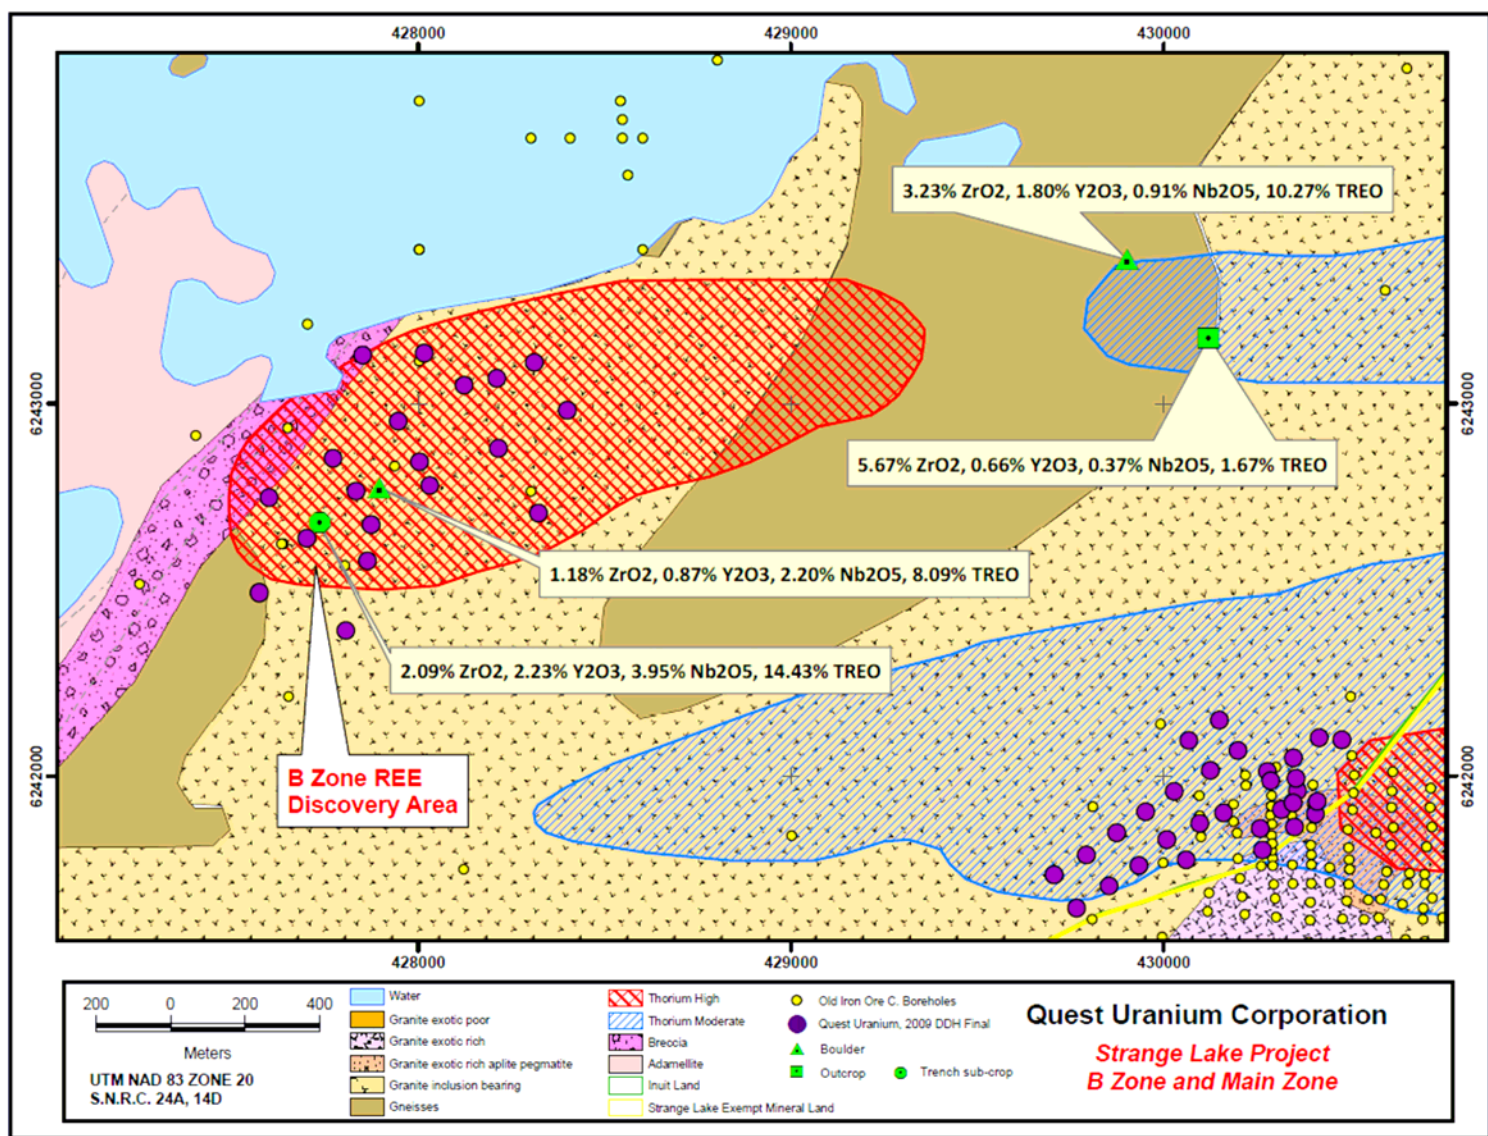 428000
429000
430000
3.23% ZrO2, 1.80% Y2O3, 0.91% Nb2O5, 10.27% TREO
6243000
6243000
5.67% ZrO2, 0.66% Y2O3, 0.37% Nb2O5, 1.67% TREO
1.18% ZrO2, 0.87% Y2O3, 2.20% Nb2O5, 8.09% TREO
2.09% ZrO2, 2.23% Y2O3, 3.95% Nb2O5, 14.43% TREO
B Zone REE
Discovery Area
6242000
6242000
428000
429000
430000
200 0 200 400
Meters
UTM NAD 83 ZONE 20
S.N.R.C. 24A, 14D
Water
Granite exotic poor
Granite exotic rich
Granite exotic rich aplite pegmatite
Granite inclusion bearing
Gneisses
Thorium High
Thorium Moderate
Breccia
Adamellite
Inuit Land
Strange Lake Exempt Mineral Land
Old Iron Ore C. Boreholes
Quest Uranium, 2009 DDH Final
Boulder
Outcrop
Trench sub-crop
Quest Uranium Corporation
Strange Lake Project
B Zone and Main Zone